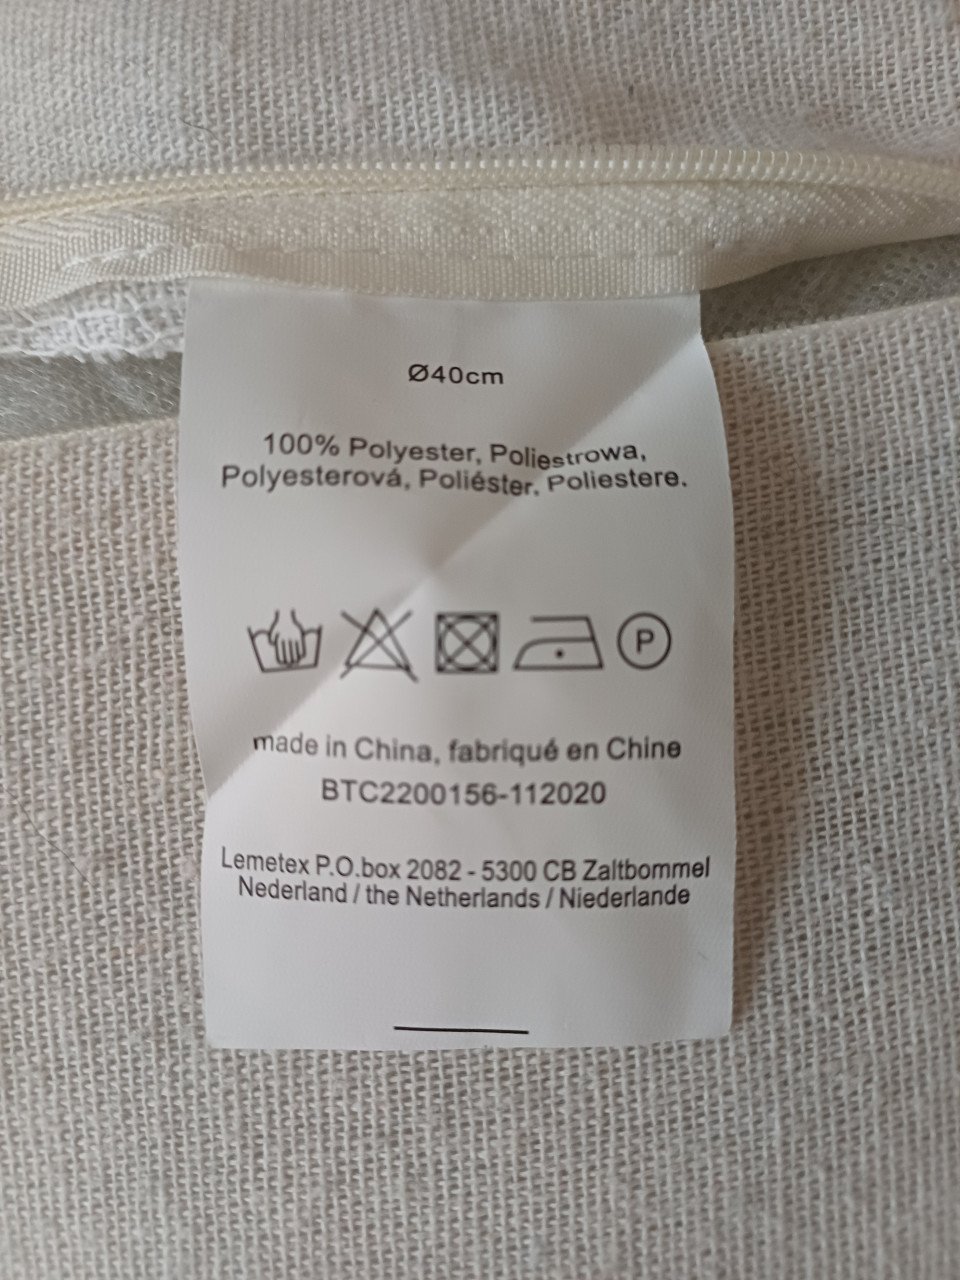 Ø40cm
100% Polyester, Poliestrowa,
Polyesterová, Poliéster, Poliestere.
P
made in China, fabriqué en Chine
BTC2200156-112020
Lemetex P.O.box 2082 - 5300 CB Zaltbommel
Nederland / the Netherlands / Niederlande